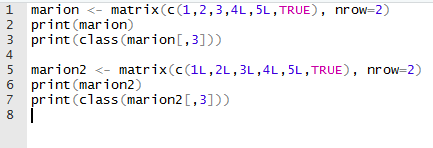 1 marion <- matrix(c(1,2,3,4L,5L,TRUE), nrow=2)
2 print(marion)
3 print(class(marion[,3]))
4
5 marion2 <- matrix(c(1L,2L,3L,4L,5L,TRUE), nrow=2)
6 print(marion2)
7 print(class(marion2[,3]))
8